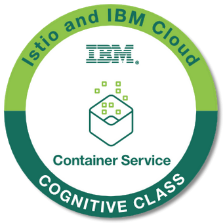 Istio and IBM Cloud
IBM®
Container Service
COGNITIVE CLASS